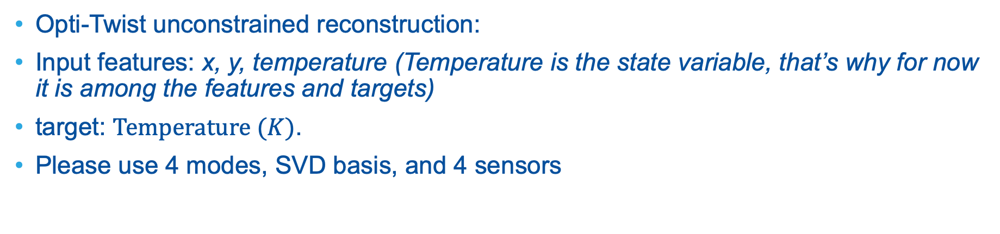 • Opti-Twist unconstrained reconstruction:
• Input features: x, y, temperature (Temperature is the state variable, that’s why for now
it is among the features and targets)
• target: Temperature (K).
• Please use 4 modes, SVD basis, and 4 sensors